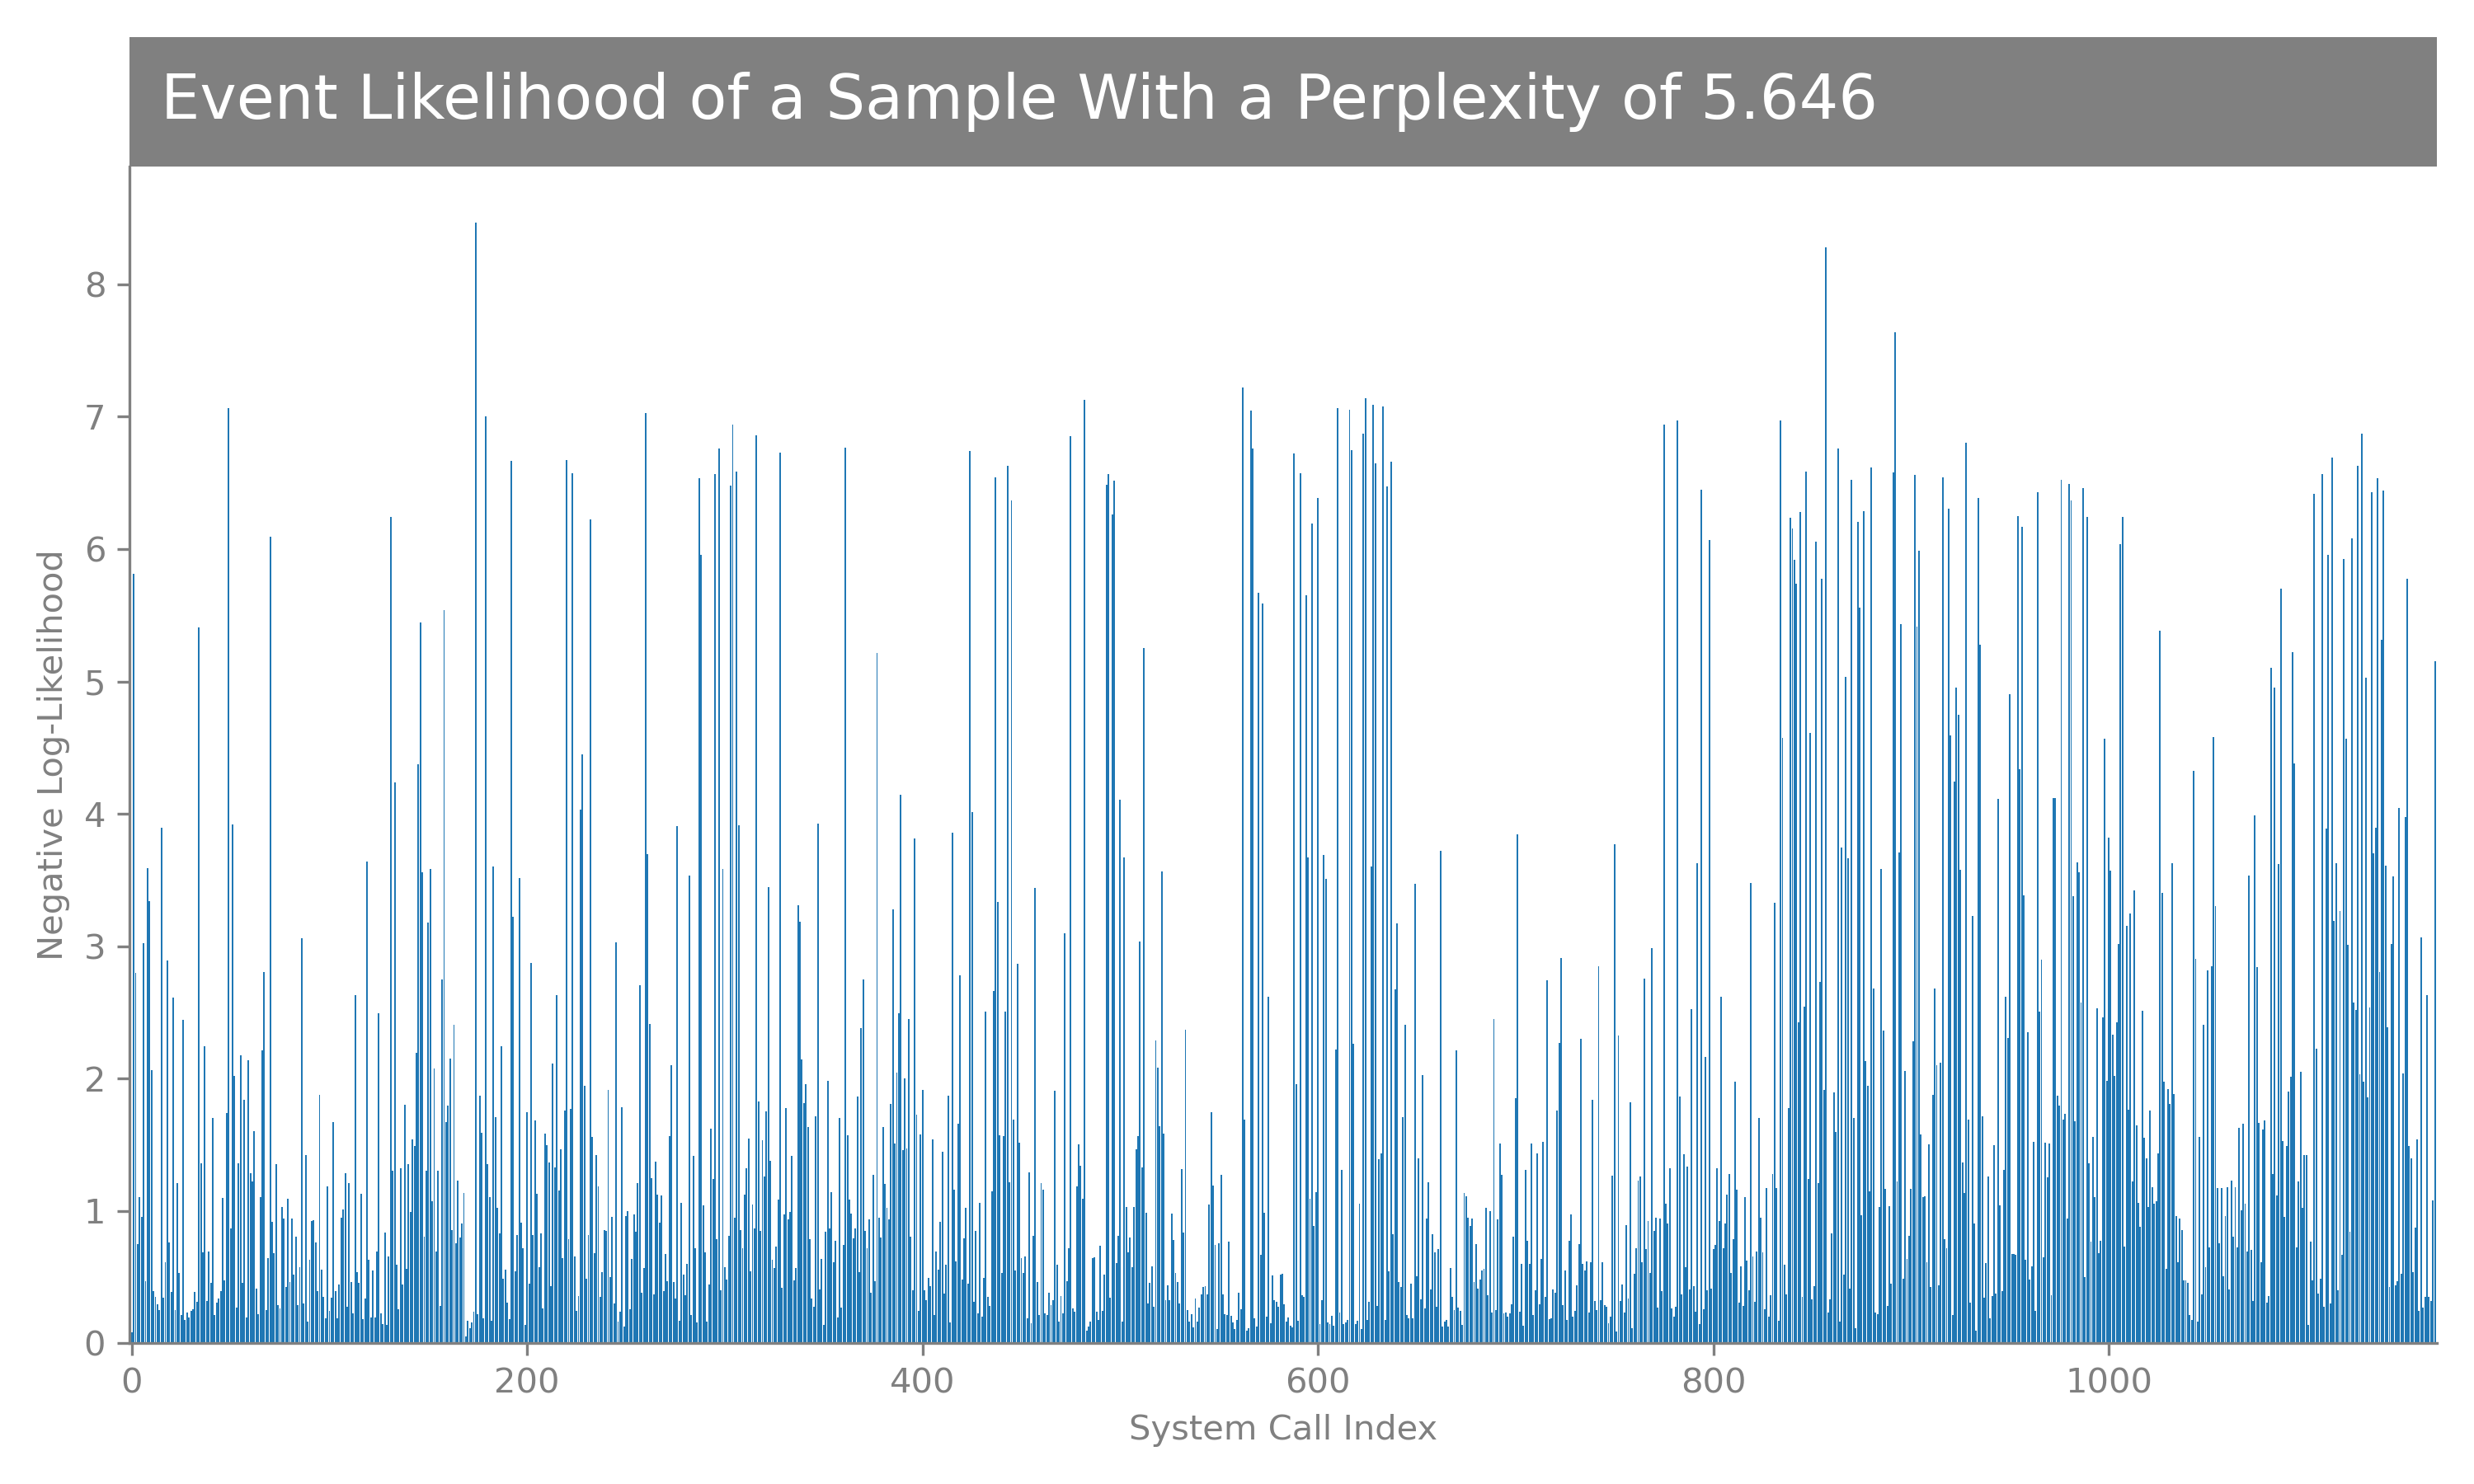 Event Likelihood of a Sample With a Perplexity of 5.646
Negative Log-Likelihood
8
7
6
5
4
3
2
1
0
0 200 400 600 800 1000
System Call Index